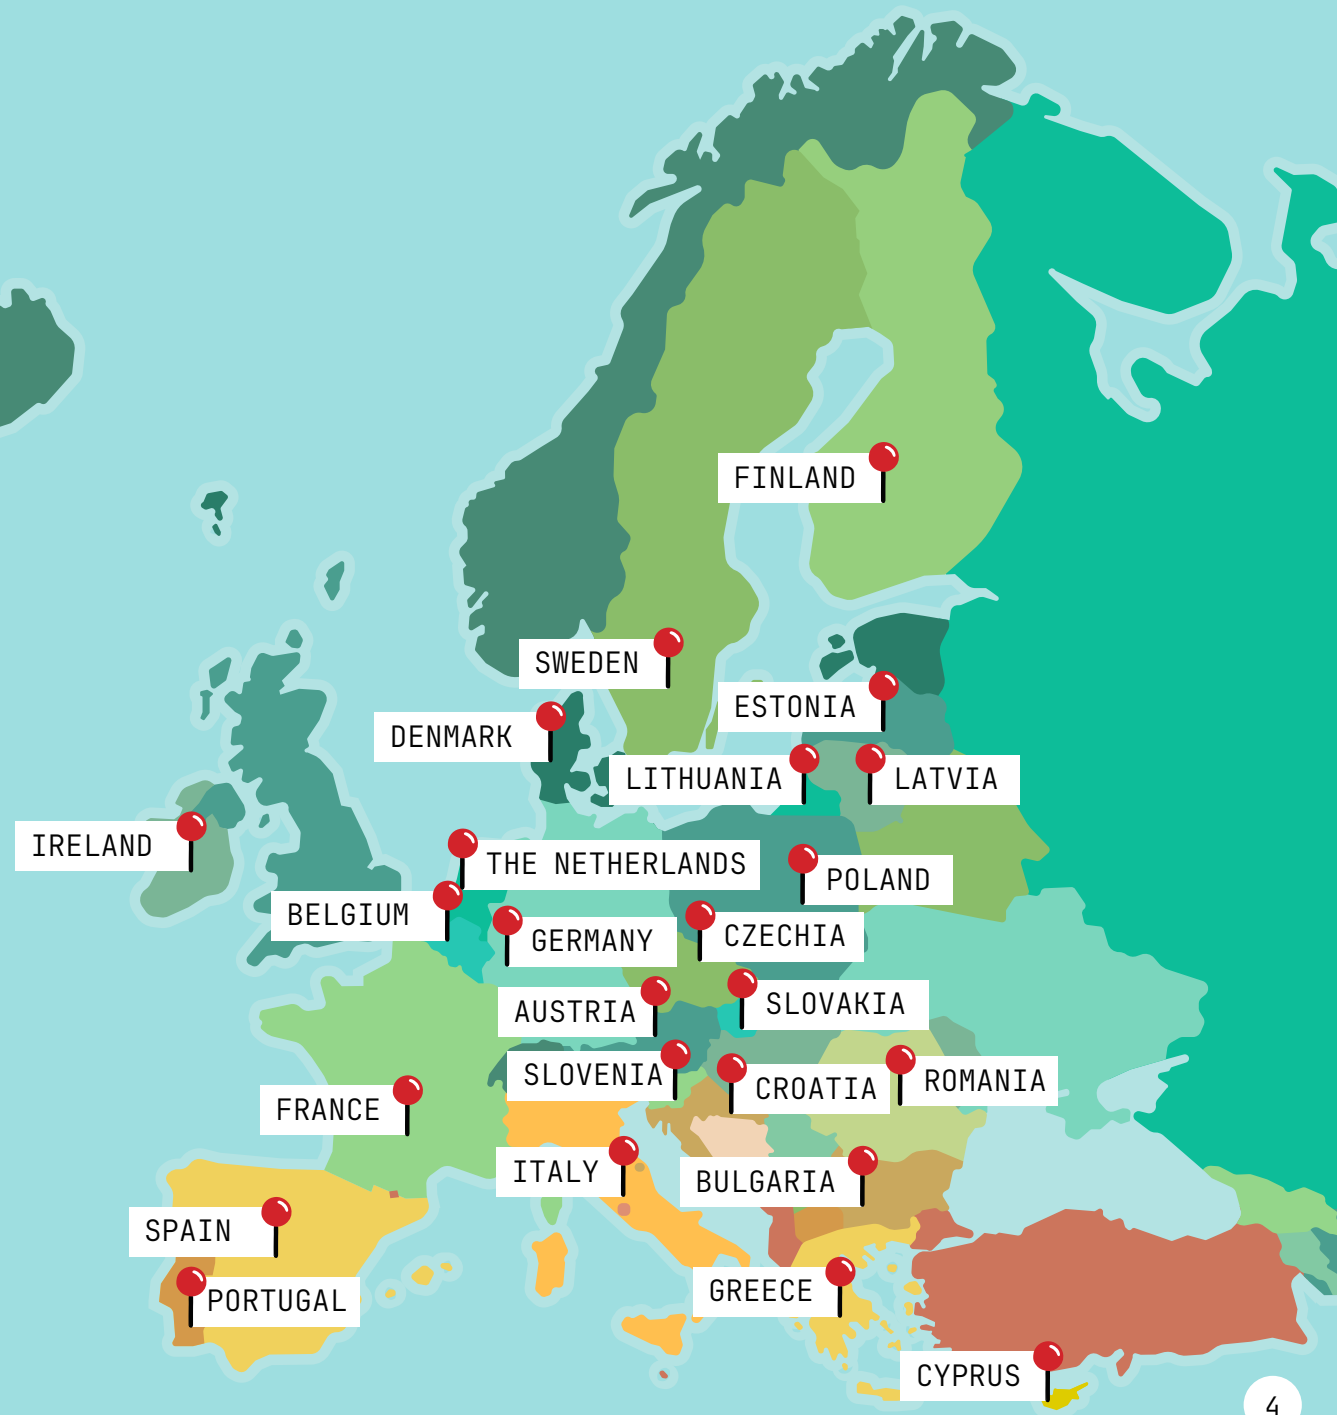 FINLAND
SWEDEN
ESTONIA
DENMARK
LITHUANIA
LATVIA
IRELAND
THE NETHERLANDS
POLAND
BELGIUM
GERMANY
CZECHIA
AUSTRIA
SLOVAKIA
SLOVENIA
CROATIA
ROMANIA
FRANCE
ITALY
BULGARIA
SPAIN
PORTUGAL
GREECE
CYPRUS
4